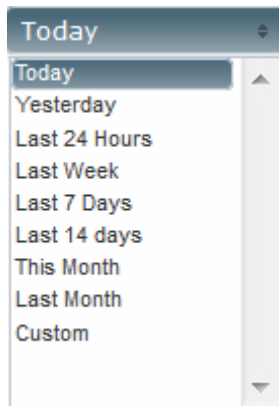 Today
Today
Yesterday
Last 24 Hours
Last Week
Last 7 Days
Last 14 days
This Month
Last Month
Custom